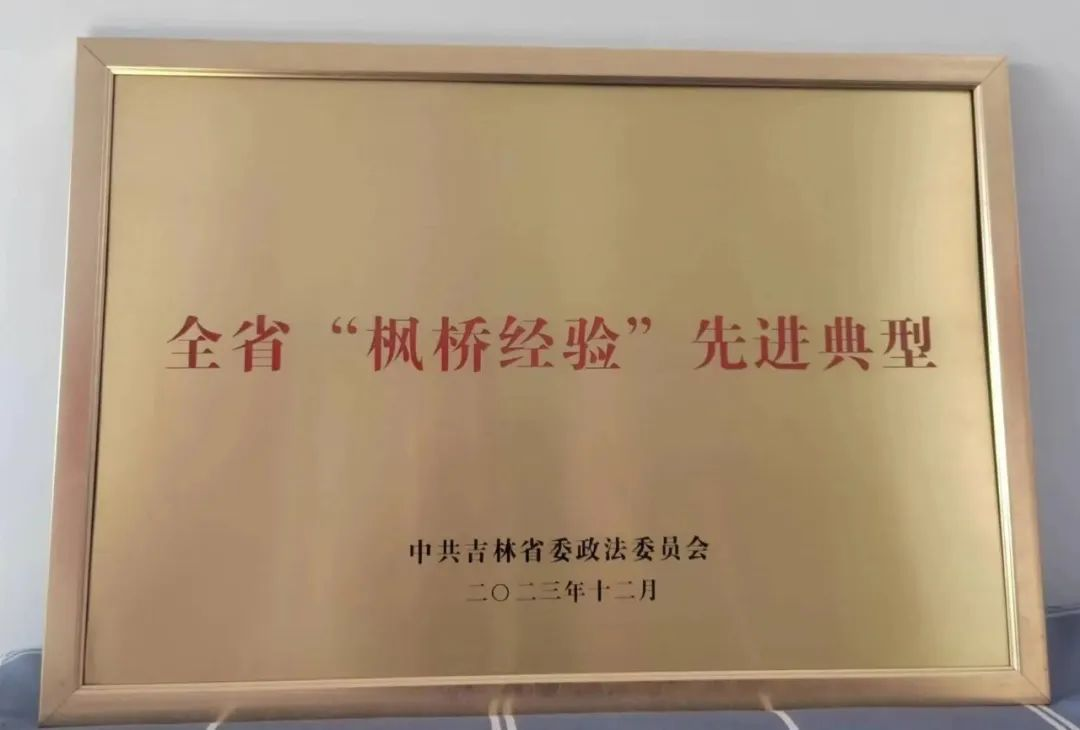 全省“枫桥经验”先进典型
中共吉林省委政法委员会
二〇二三年十二月